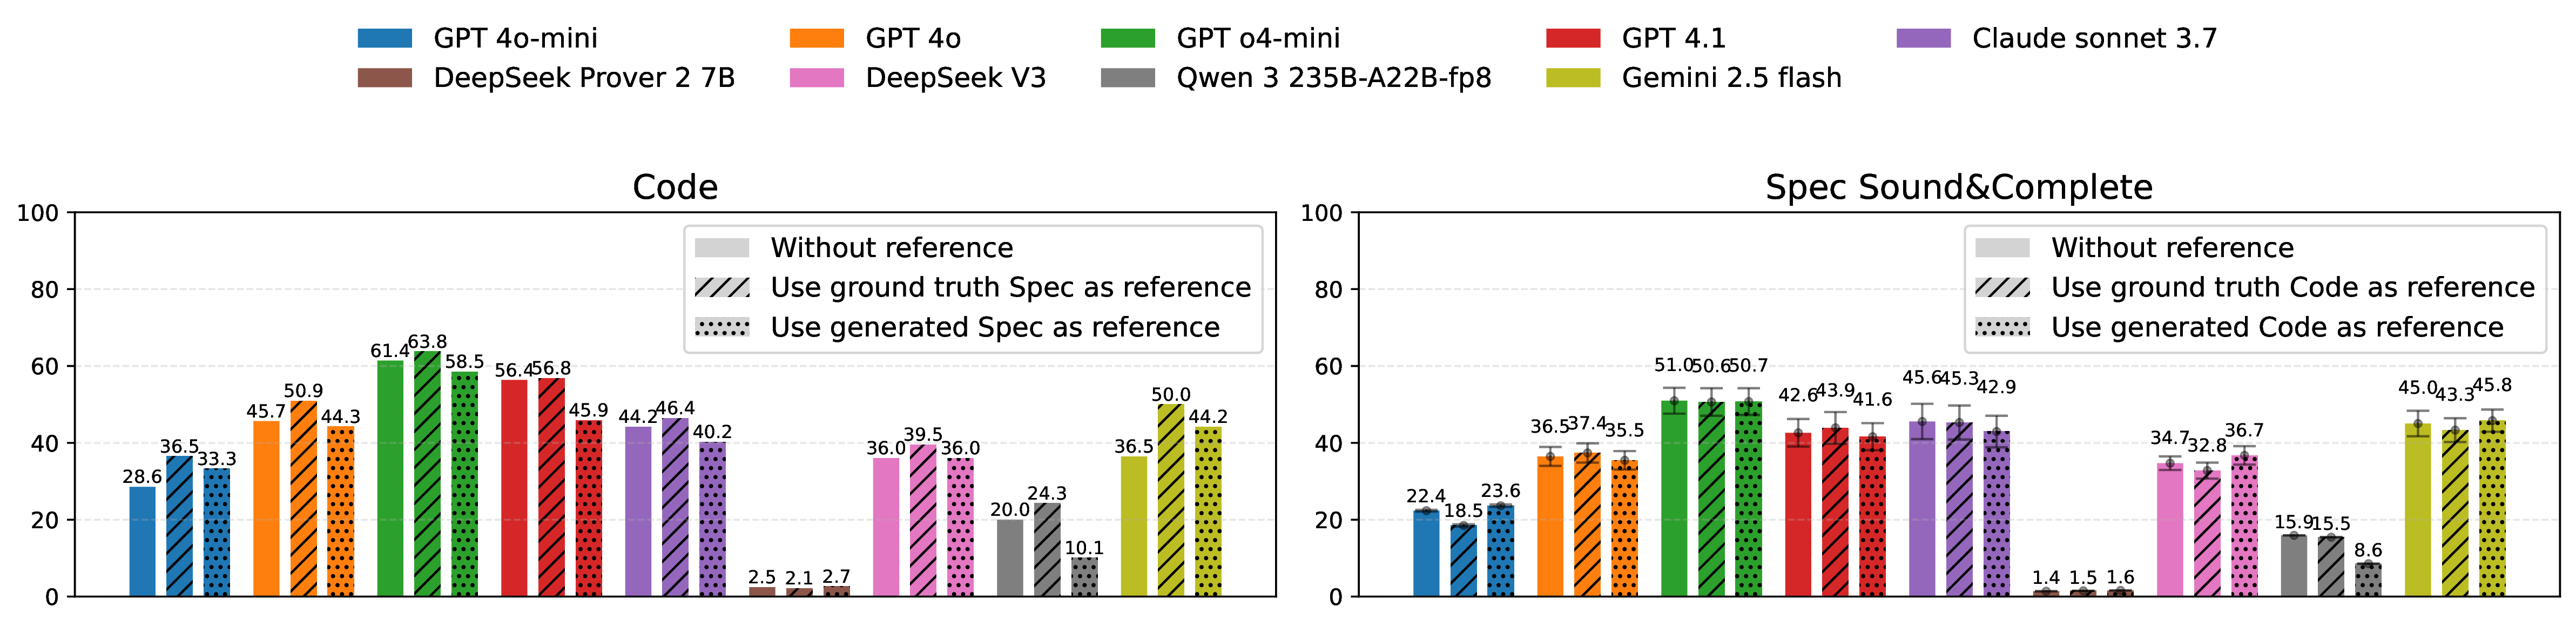 GPT 4o-mini GPT 4o GPT o4-mini GPT 4.1 Claude sonnet 3.7
DeepSeek Prover 2 7B DeepSeek V3 Qwen 3 235B-A22B-fp8 Gemini 2.5 flash
Code
100
80
60
40
20
0
Without reference
Use ground truth Spec as reference
Use generated Spec as reference
28.6 36.5 33.3
45.7 50.9 44.3
61.4 63.8 58.5
56.4 56.8 45.9
44.2 46.4 40.2
2.5 2.1 2.7
36.0 39.5 36.0
20.0 24.3 10.1
36.5 50.0 44.2
Spec Sound&Complete
100
80
60
40
20
0
Without reference
Use ground truth Code as reference
Use generated Code as reference
22.4 18.5 23.6
36.5 37.4 35.5
51.0 50.6 50.7
42.6 43.9 41.6
45.6 45.3 42.9
1.4 1.5 1.6
34.7 32.8 36.7
15.9 15.5 8.6
45.0 43.3 45.8